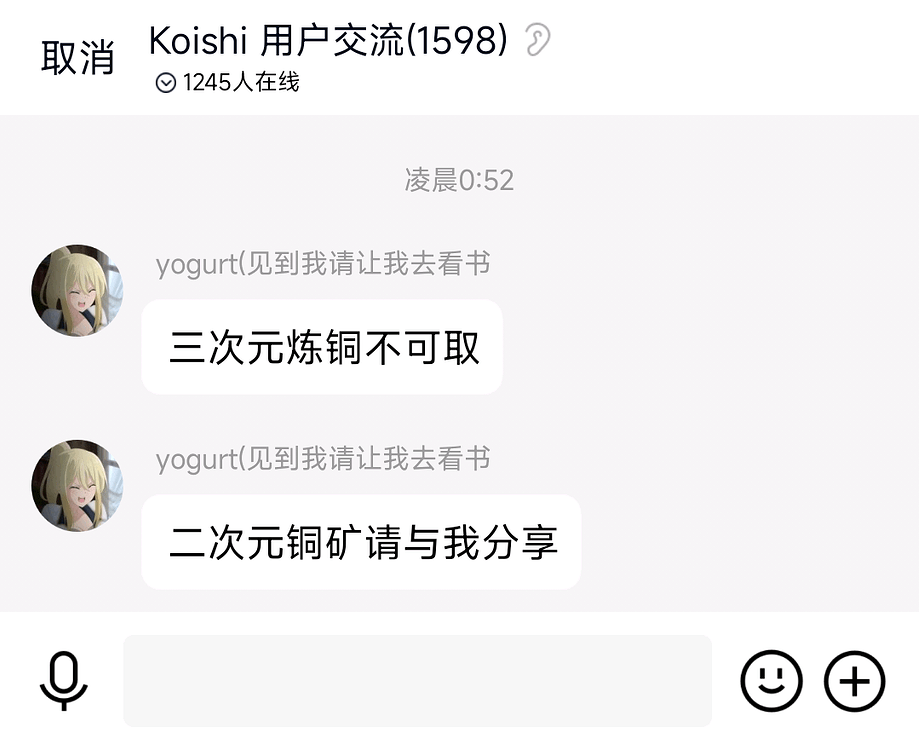 取消
Koishi 用户交流(1598)
1245人在线
凌晨0:52
yogurt(见到我请让我去看书
三次元炼铜不可取
yogurt(见到我请让我去看书
二次元铜矿请与我分享